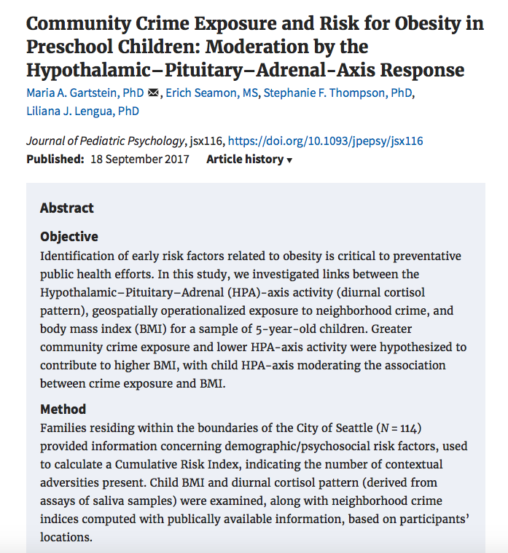 Community Crime Exposure and Risk for Obesity in
Preschool Children: Moderation by the
Hypothalamic–Pituitary–Adrenal-Axis Response
Maria A. Gartstein, PhD ✉, Erich Seamon, MS, Stephanie F. Thompson, PhD,
Liliana J. Lengua, PhD
Journal of Pediatric Psychology, jsx116, https://doi.org/10.1093/jpepsy/jsx116
Published: 18 September 2017 Article history ▾
Abstract
Objective
Identification of early risk factors related to obesity is critical to preventative
public health efforts. In this study, we investigated links between the
Hypothalamic–Pituitary–Adrenal (HPA)-axis activity (diurnal cortisol
pattern), geospatially operationalized exposure to neighborhood crime, and
body mass index (BMI) for a sample of 5-year-old children. Greater
community crime exposure and lower HPA-axis activity were hypothesized to
contribute to higher BMI, with child HPA-axis moderating the association
between crime exposure and BMI.
Method
Families residing within the boundaries of the City of Seattle (N = 114)
provided information concerning demographic/psychosocial risk factors, used
to calculate a Cumulative Risk Index, indicating the number of contextual
adversities present. Child BMI and diurnal cortisol pattern (derived from
assays of saliva samples) were examined, along with neighborhood crime
indices computed with publically available information, based on participants’
locations.